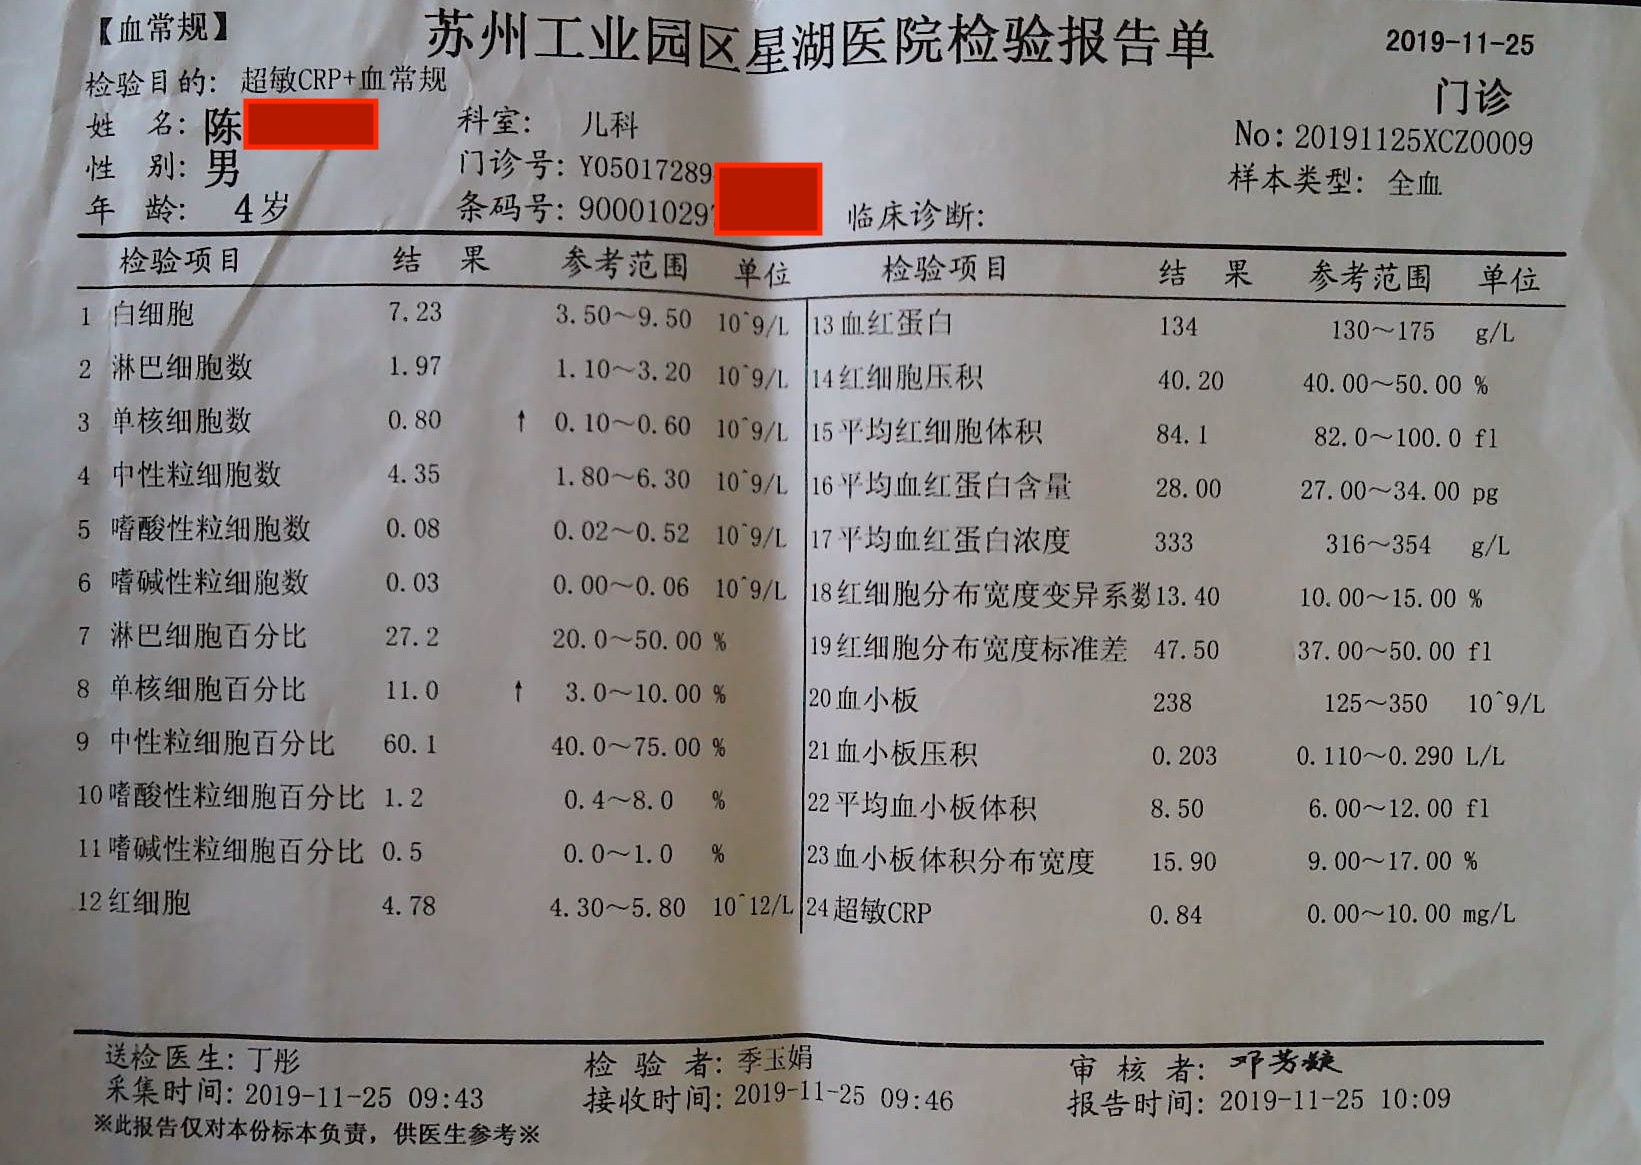 【血常规】 苏州工业园区星湖医院检验报告单 2019-11-25
检验目的: 超敏CRP+血常规 门诊
姓 名: 陈 科室: 儿科 No: 20191125XCZ0009
性 别: 男 门诊号: Y05017289 样本类型: 全血
年 龄: 4岁 条码号: 90001029 临床诊断:
检验项目 结 果 参考范围 单位 检验项目 结 果 参考范围 单位
1 白细胞 7.23 3.50～9.50 10^9/L 13 血红蛋白 134 130～175 g/L
2 淋巴细胞数 1.97 1.10～3.20 10^9/L 14 红细胞压积 40.20 40.00～50.00 %
3 单核细胞数 0.80 ↑ 0.10～0.60 10^9/L 15 平均红细胞体积 84.1 82.0～100.0 fl
4 中性粒细胞数 4.35 1.80～6.30 10^9/L 16 平均血红蛋白含量 28.00 27.00～34.00 pg
5 嗜酸性粒细胞数 0.08 0.02～0.52 10^9/L 17 平均血红蛋白浓度 333 316～354 g/L
6 嗜碱性粒细胞数 0.03 0.00～0.06 10^9/L 18 红细胞分布宽度变异系数 13.40 10.00～15.00 %
7 淋巴细胞百分比 27.2 20.0～50.00 % 19 红细胞分布宽度标准差 47.50 37.00～50.00 fl
8 单核细胞百分比 11.0 ↑ 3.0～10.00 % 20 血小板 238 125～350 10^9/L
9 中性粒细胞百分比 60.1 40.0～75.00 % 21 血小板压积 0.203 0.110～0.290 L/L
10 嗜酸性粒细胞百分比 1.2 0.4～8.0 % 22 平均血小板体积 8.50 6.00～12.00 fl
11 嗜碱性粒细胞百分比 0.5 0.0～1.0 % 23 血小板体积分布宽度 15.90 9.00～17.00 %
12 红细胞 4.78 4.30～5.80 10^12/L 24 超敏CRP 0.84 0.00～10.00 mg/L
送检医生: 丁彤 检 验 者: 季玉娟 审 核 者: 邓芳
采集时间: 2019-11-25 09:43 接收时间: 2019-11-25 09:46 报告时间: 2019-11-25 10:09
※此报告仅对本份标本负责，供医生参考※